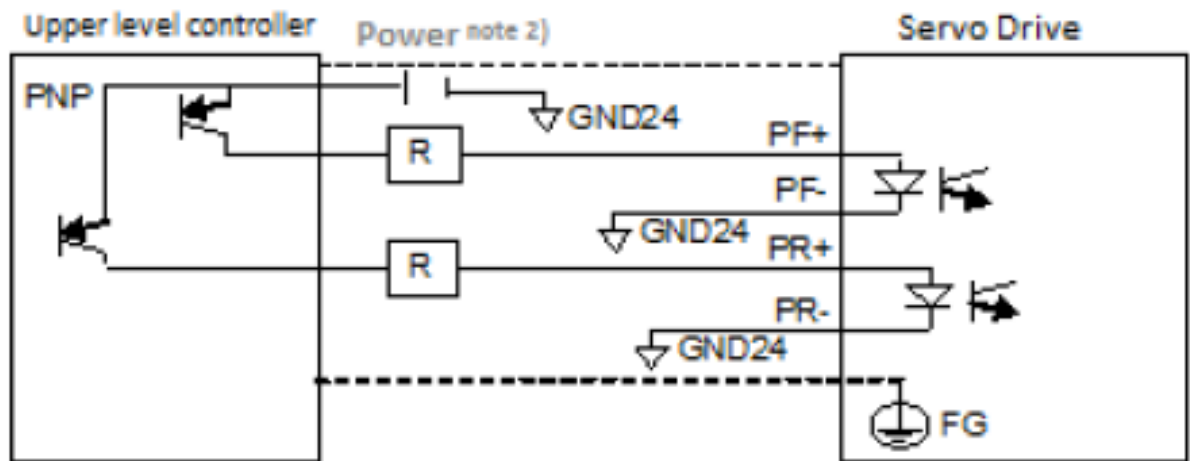 Upper level controller
Power note 2)
Servo Drive
PNP
GND24
R
PF+
PF-
GND24
R
PR+
PR-
GND24
FG